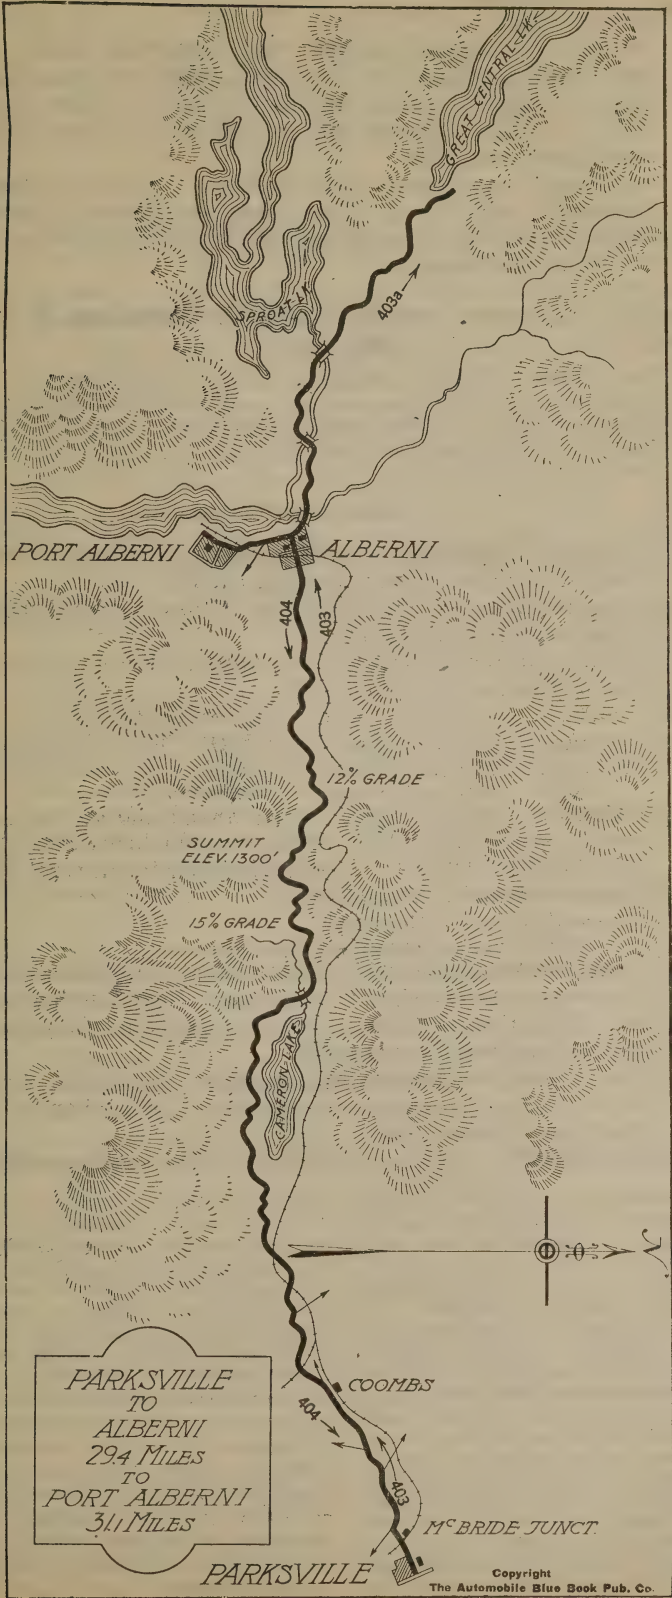 GREAT CENTRAL LK.
SPROAT LK.
403a
PORT ALBERNI
ALBERNI
404
403
12% GRADE
SUMMIT
ELEV. 1300'
15% GRADE
CAMERON LAKE
N
COOMBS
404
403
McBRIDE JUNCT.
PARKSVILLE
TO
ALBERNI
29.4 MILES
TO
PORT ALBERNI
31.1 MILES
PARKSVILLE
Copyright
The Automobile Blue Book Pub. Co.